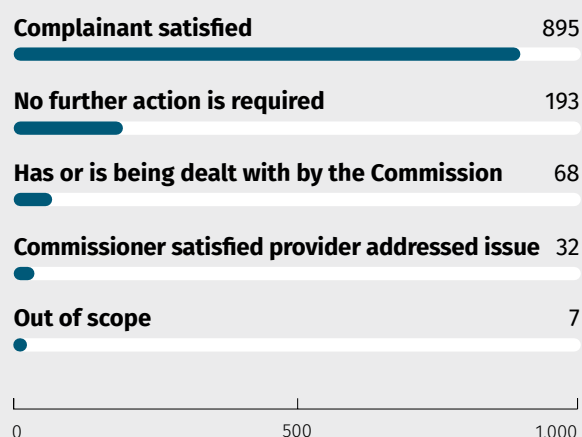 Complainant satisfied 895
No further action is required 193
Has or is being dealt with by the Commission 68
Commissioner satisfied provider addressed issue 32
Out of scope 7
0 500 1,000